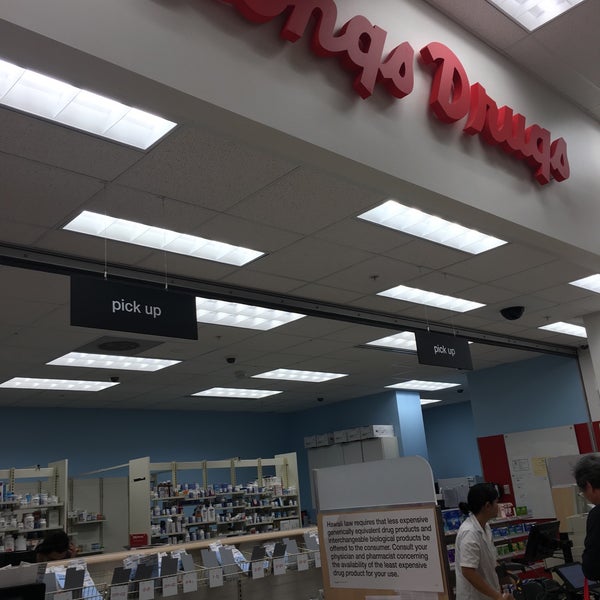 ongs Drugs
pick up
pick up
Hawaii law requires that less expensive
generically equivalent drug products and
interchangeable biological products be
offered to the consumer. Consult your
physician and pharmacist concerning
the availability of the least expensive
drug product for your use.